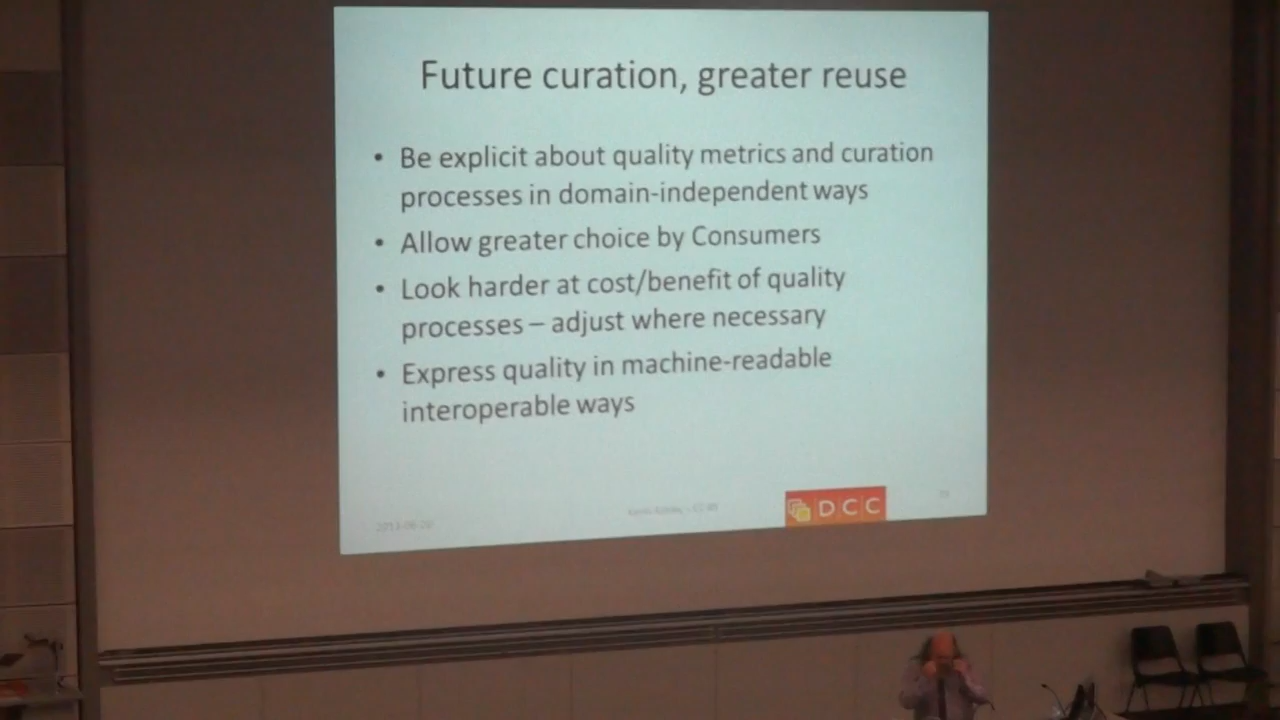 Future curation, greater reuse
• Be explicit about quality metrics and curation
processes in domain-independent ways
• Allow greater choice by Consumers
• Look harder at cost/benefit of quality
processes – adjust where necessary
• Express quality in machine-readable
interoperable ways
DCC